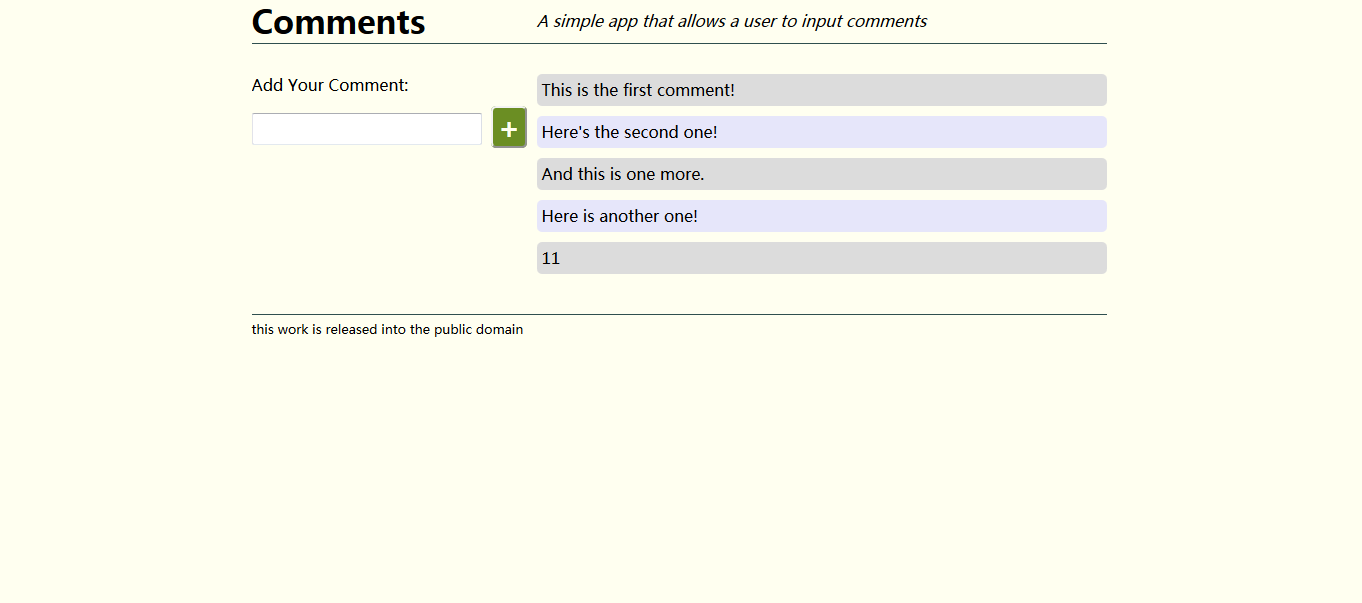 Comments
A simple app that allows a user to input comments
Add Your Comment:
+
This is the first comment!
Here's the second one!
And this is one more.
Here is another one!
11
this work is released into the public domain